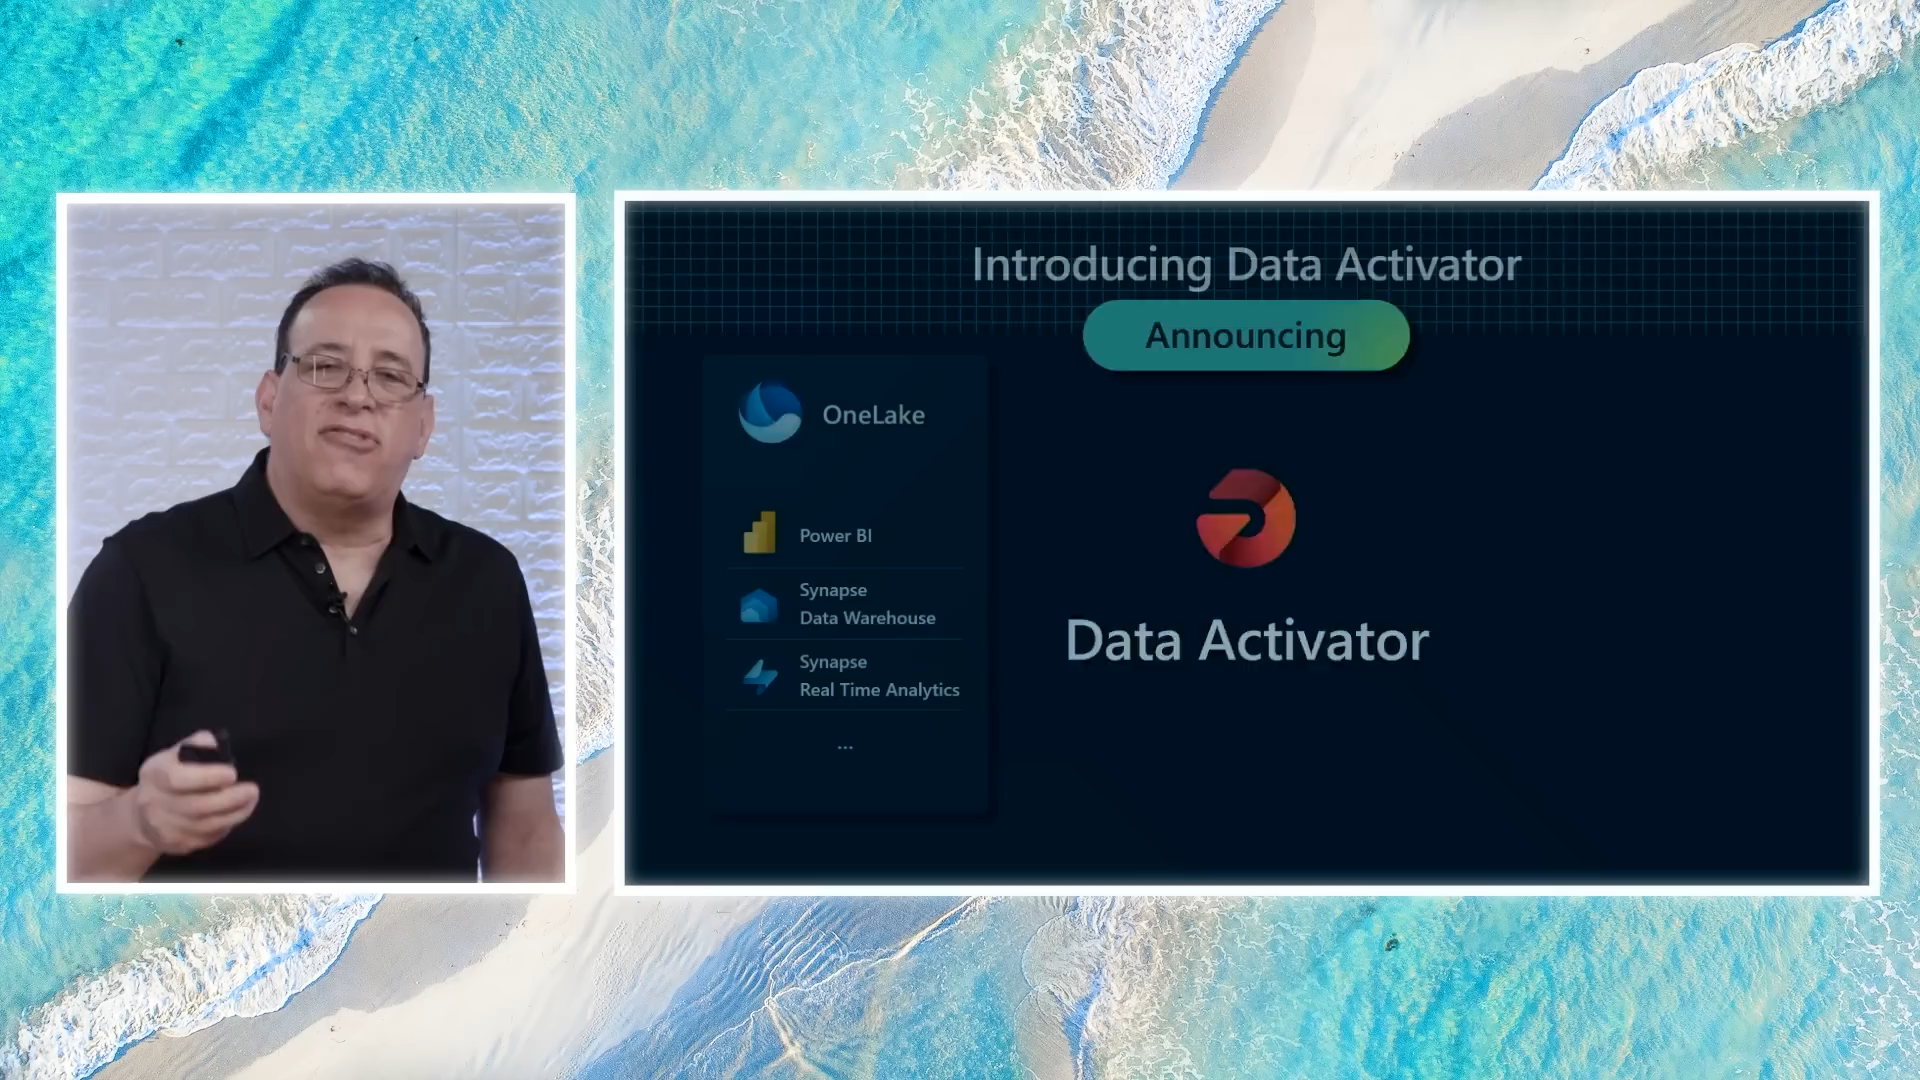 Introducing Data Activator
Announcing
OneLake
Power BI
Synapse
Data Warehouse
Synapse
Real Time Analytics
...
Data Activator